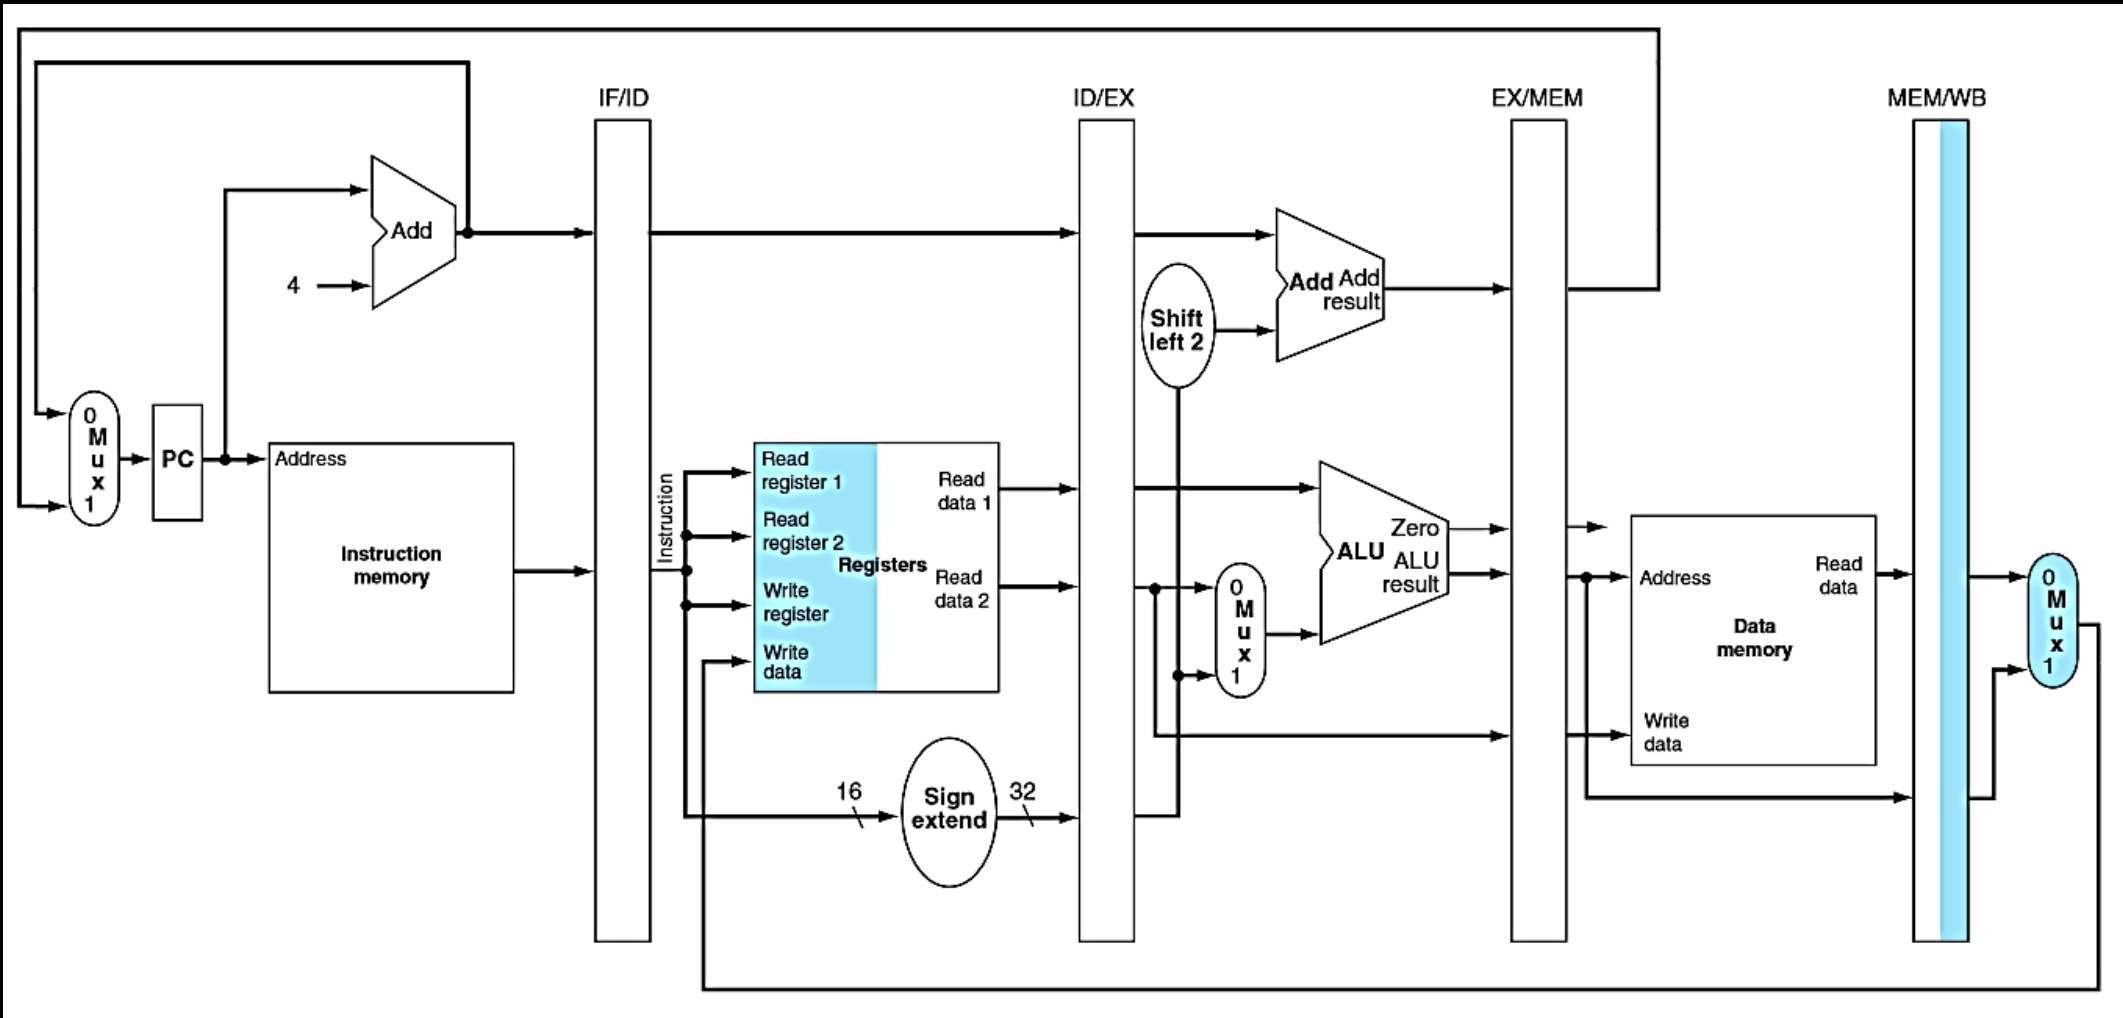 IF/ID
ID/EX
EX/MEM
MEM/WB
Add
4
Shift
left 2
Add
Add
result
0
M
u
x
1
PC
Address
Instruction
memory
Instruction
Read
register 1
Read
register 2
Write
register
Write
data
Registers
Read
data 1
Read
data 2
16
Sign
extend
32
0
M
u
x
1
ALU
Zero
ALU
result
Address
Read
data
Data
memory
Write
data
0
M
u
x
1